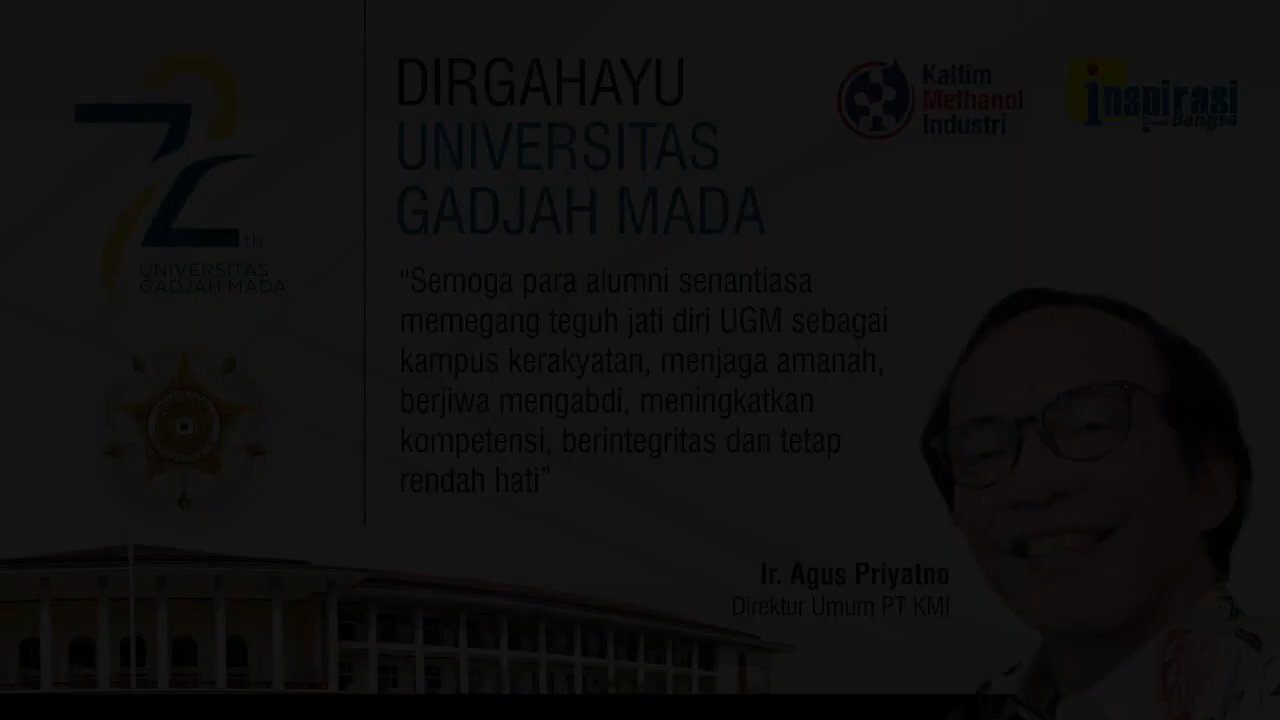 72th
UNIVERSITAS
GADJAH MADA
DIRGAHAYU
UNIVERSITAS
GADJAH MADA
Kaltim
Methanol
Industri
inspirasi
Bangsa
“Semoga para alumni senantiasa
memegang teguh jati diri UGM sebagai
kampus kerakyatan, menjaga amanah,
berjiwa mengabdi, meningkatkan
kompetensi, berintegritas dan tetap
rendah hati”
Ir. Agus Priyatno
Direktur Umum PT KMI